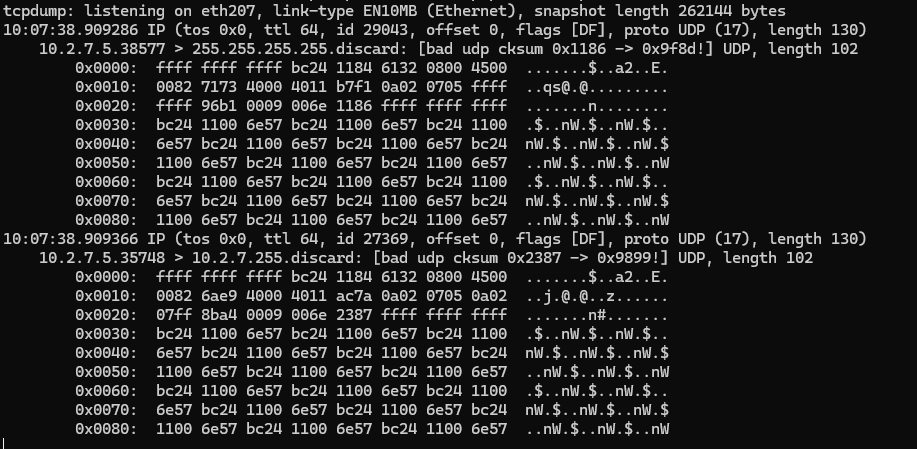 tcpdump: listening on eth207, link-type EN10MB (Ethernet), snapshot length 262144 bytes
10:07:38.909286 IP (tos 0x0, ttl 64, id 29043, offset 0, flags [DF], proto UDP (17), length 130)
    10.2.7.5.38577 > 255.255.255.255.discard: [bad udp cksum 0x1186 -> 0x9f8d!] UDP, length 102
        0x0000:  ffff ffff ffff bc24 1184 6132 0800 4500  .......$..a2..E.
        0x0010:  0082 7173 4000 4011 b7f1 0a02 0705 ffff  ..qs@.@.........
        0x0020:  ffff 96b1 0009 006e 1186 ffff ffff ffff  .......n........
        0x0030:  bc24 1100 6e57 bc24 1100 6e57 bc24 1100  .$..nW.$..nW.$..
        0x0040:  6e57 bc24 1100 6e57 bc24 1100 6e57 bc24  nW.$..nW.$..nW.$
        0x0050:  1100 6e57 bc24 1100 6e57 bc24 1100 6e57  ..nW.$..nW.$..nW
        0x0060:  bc24 1100 6e57 bc24 1100 6e57 bc24 1100  .$..nW.$..nW.$..
        0x0070:  6e57 bc24 1100 6e57 bc24 1100 6e57 bc24  nW.$..nW.$..nW.$
        0x0080:  1100 6e57 bc24 1100 6e57 bc24 1100 6e57  ..nW.$..nW.$..nW
10:07:38.909366 IP (tos 0x0, ttl 64, id 27369, offset 0, flags [DF], proto UDP (17), length 130)
    10.2.7.5.35748 > 10.2.7.255.discard: [bad udp cksum 0x2387 -> 0x9899!] UDP, length 102
        0x0000:  ffff ffff ffff bc24 1184 6132 0800 4500  .......$..a2..E.
        0x0010:  0082 6ae9 4000 4011 ac7a 0a02 0705 0a02  ..j.@.@..z......
        0x0020:  07ff 8ba4 0009 006e 2387 ffff ffff ffff  .......n#.......
        0x0030:  bc24 1100 6e57 bc24 1100 6e57 bc24 1100  .$..nW.$..nW.$..
        0x0040:  6e57 bc24 1100 6e57 bc24 1100 6e57 bc24  nW.$..nW.$..nW.$
        0x0050:  1100 6e57 bc24 1100 6e57 bc24 1100 6e57  ..nW.$..nW.$..nW
        0x0060:  bc24 1100 6e57 bc24 1100 6e57 bc24 1100  .$..nW.$..nW.$..
        0x0070:  6e57 bc24 1100 6e57 bc24 1100 6e57 bc24  nW.$..nW.$..nW.$
        0x0080:  1100 6e57 bc24 1100 6e57 bc24 1100 6e57  ..nW.$..nW.$..nW